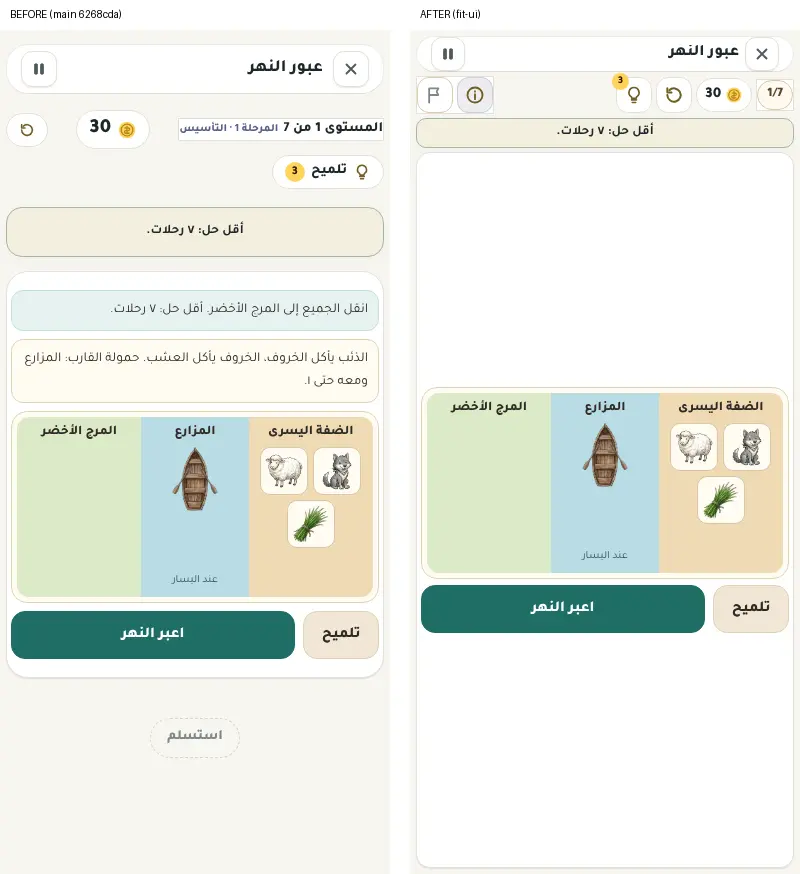 BEFORE (main 6268cda)
عبور النهر
المستوى 1 من 7 المرحلة 1 · التأسيس
30
تلميح 3
أقل حل: ٧ رحلات.
انقل الجميع إلى المرج الأخضر. أقل حل: ٧ رحلات.
الذئب يأكل الخروف، الخروف يأكل العشب. حمولة القارب: المزارع
ومعه حتى ١.
الضفة اليسرى
المزارع
المرج الأخضر
عند اليسار
تلميح
اعبر النهر
استسلم
AFTER (fit-ui)
عبور النهر
1/7
30
3
أقل حل: ٧ رحلات.
الضفة اليسرى
المزارع
المرج الأخضر
عند اليسار
تلميح
اعبر النهر